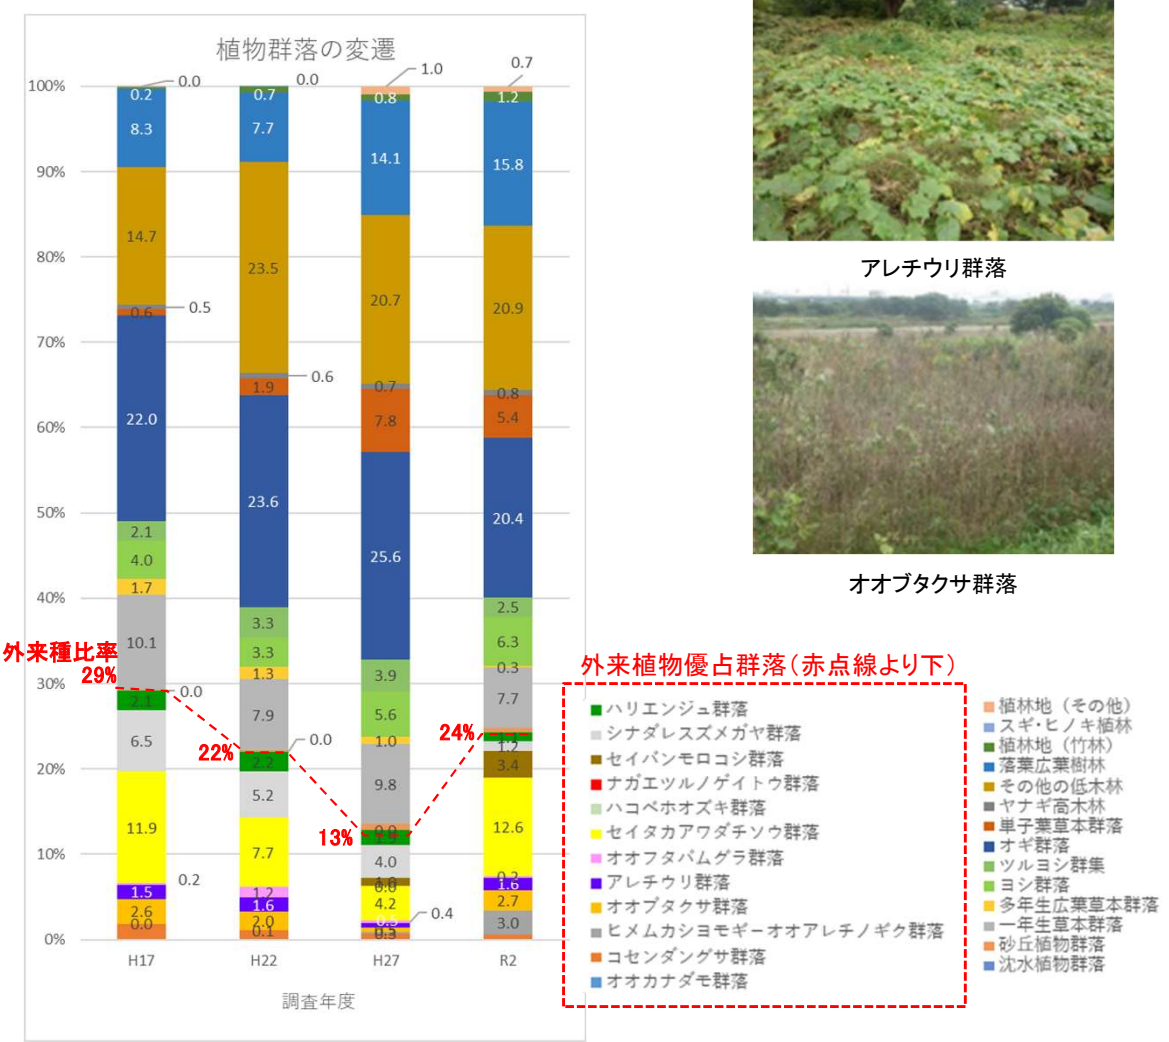 植物群落の変遷
100%
90%
80%
70%
60%
50%
40%
30%
20%
10%
0%
0.0
0.2
8.3
14.7
0.5
0.6
22.0
2.1
4.0
1.7
10.1
0.0
2.1
6.5
11.9
0.2
1.5
2.6
0.0
H17
0.0
0.7
7.7
23.5
0.6
1.9
23.6
3.3
3.3
1.3
7.9
0.0
2.2
5.2
7.7
1.2
1.6
2.0
0.1
H22
1.0
0.8
14.1
20.7
0.7
7.8
25.6
3.9
5.6
1.0
9.8
4.0
4.2
0.4
H27
0.7
1.2
15.8
20.9
0.8
5.4
20.4
2.5
6.3
0.3
7.7
1.2
3.4
12.6
1.6
2.7
3.0
R2
調査年度
外来種比率
29%
22%
13%
24%
アレチウリ群落
オオブタクサ群落
外来植物優占群落(赤点線より下)
ハリエンジュ群落
シナダレスズメガヤ群落
セイバンモロコシ群落
ナガエツルノゲイトウ群落
ハコベホオズキ群落
セイタカアワダチソウ群落
オオフタバムグラ群落
アレチウリ群落
オオブタクサ群落
ヒメムカシヨモギーオオアレチノギク群落
コセンダングサ群落
オオカナダモ群落
植林地(その他)
スギ・ヒノキ植林
植林地(竹林)
落葉広葉樹林
その他の低木林
ヤナギ高木林
単子葉草本群落
オギ群落
ツルヨシ群集
ヨシ群落
多年生広葉草本群落
一年生草本群落
砂丘植物群落
沈水植物群落